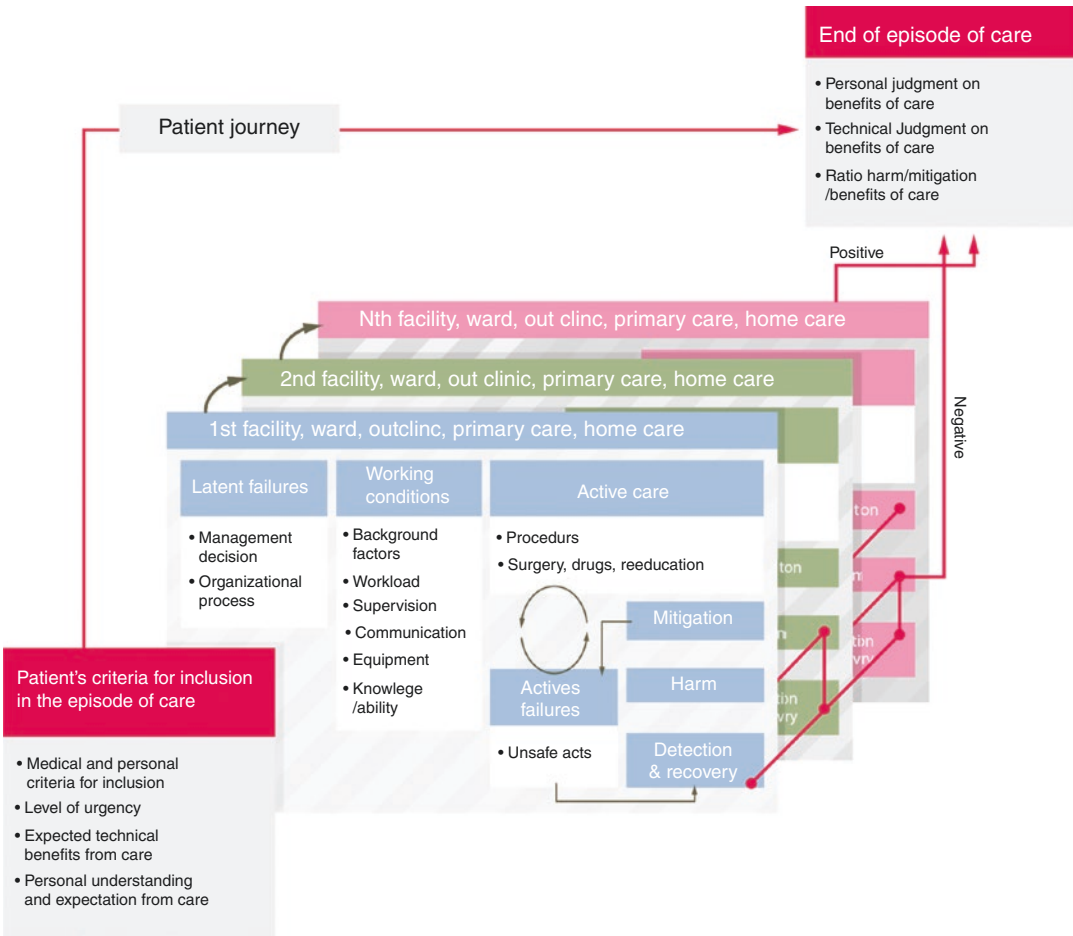 End of episode of care
• Personal judgment on
benefits of care
• Technical Judgment on
benefits of care
• Ratio harm/mitigation
/benefits of care
Patient journey
Positive
Negative
Nth facility, ward, out clinc, primary care, home care
2nd facility, ward, out clinic, primary care, home care
1st facility, ward, outclinc, primary care, home care
Latent failures
• Management
decision
• Organizational
process
Working
conditions
• Background
factors
• Workload
• Supervision
• Communication
• Equipment
• Knowlege
/ability
Active care
• Procedurs
• Surgery, drugs, reeducation
Mitigation
Harm
Actives
failures
• Unsafe acts
Detection
& recovery
Patient's criteria for inclusion
in the episode of care
• Medical and personal
criteria for inclusion
• Level of urgency
• Expected technical
benefits from care
• Personal understanding
and expectation from care